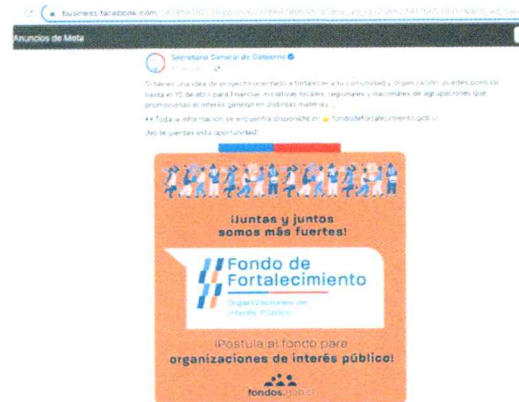 business.facebook.com
Anuncios de Meta
Secretaría General de Gobierno
Si tienes una idea de proyecto orientado a fortalecer a tu comunidad y organización, puedes postular
hasta el 10 de abril para financiar iniciativas locales, regionales y nacionales de agrupaciones que
promocionan el interés general en distintas materias.
Toda la información se encuentra disponible en fondodefortalecimiento.gob.cl
¡No te pierdas esta oportunidad!
¡Juntas y juntos
somos más fuertes!
Fondo de
Fortalecimiento
Organizaciones de
Interés Público
¡Postula al fondo para
organizaciones de interés público!
fondos.gob.cl